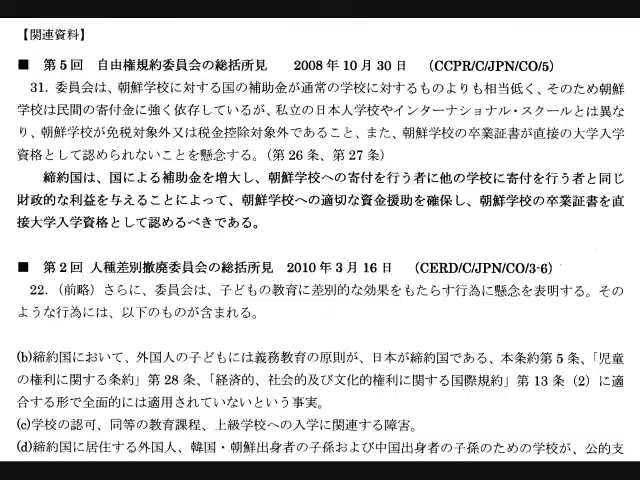 【関連資料】
■ 第5回 自由権規約委員会の総括所見 2008年10月30日 （CCPR/C/JPN/CO/5）
31．委員会は、朝鮮学校に対する国の補助金が通常の学校に対するものよりも相当低く、そのため朝鮮
学校は民間の寄付金に強く依存しているが、私立の日本人学校やインターナショナル・スクールとは異な
り、朝鮮学校が免税対象外又は税金控除対象外であること、また、朝鮮学校の卒業証書が直接の大学入学
資格として認められないことを懸念する。（第26条、第27条）
締約国は、国による補助金を増大し、朝鮮学校への寄付を行う者に他の学校に寄付を行う者と同じ
財政的な利益を与えることによって、朝鮮学校への適切な資金援助を確保し、朝鮮学校の卒業証書を直
接大学入学資格として認めるべきである。
■ 第2回 人種差別撤廃委員会の総括所見 2010年3月16日 （CERD/C/JPN/CO/3-6）
22．（前略）さらに、委員会は、子どもの教育に差別的な効果をもたらす行為に懸念を表明する。その
ような行為には、以下のものが含まれる。
(b)締約国において、外国人の子どもには義務教育の原則が、日本が締約国である、本条約第5条、「児童
の権利に関する条約」第28条、「経済的、社会的及び文化的権利に関する国際規約」第13条（2）に適
合する形で全面的には適用されていないという事実。
(c)学校の認可、同等の教育課程、上級学校への入学に関連する障害。
(d)締約国に居住する外国人、韓国・朝鮮出身者の子孫および中国出身者の子孫のための学校が、公的支